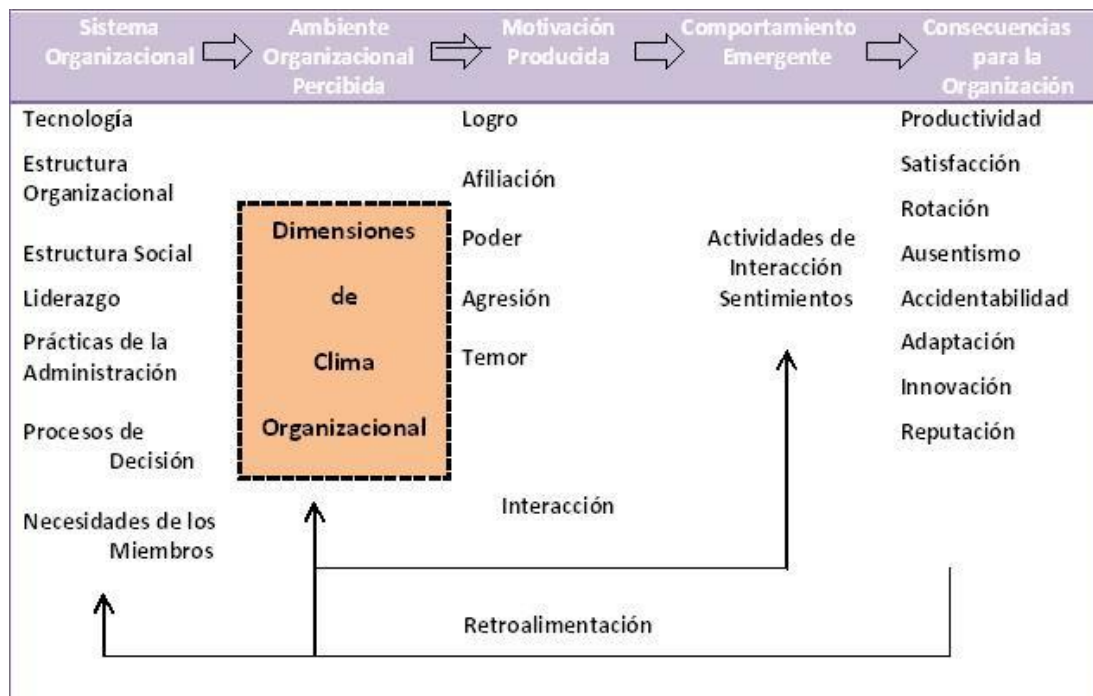 Sistema
Organizacional
Ambiente
Organizacional
Percibida
Motivación
Producida
Comportamiento
Emergente
Consecuencias
para la
Organización
Tecnología
Estructura
Organizacional
Estructura Social
Liderazgo
Prácticas de la
Administración
Procesos de
Decisión
Necesidades de los
Miembros
Dimensiones
de
Clima
Organizacional
Logro
Afiliación
Poder
Agresión
Temor
Actividades de
Interacción
Sentimientos
Productividad
Satisfacción
Rotación
Ausentismo
Accidentabilidad
Adaptación
Innovación
Reputación
Interacción
Retroalimentación